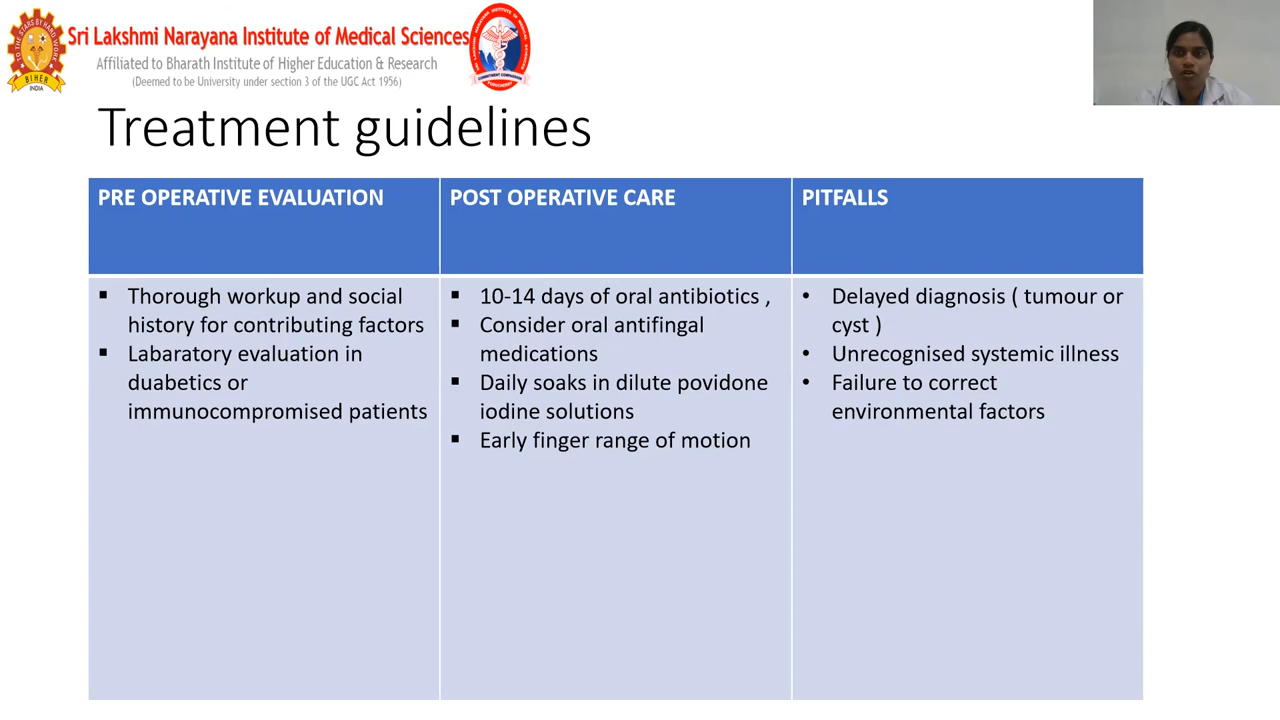 Sri Lakshmi Narayana Institute of Medical Sciences
Affiliated to Bharath Institute of Higher Education & Research
(Deemed to be University under section 3 of the UGC Act 1956)
BIHER
INDIA
Treatment guidelines
PRE OPERATIVE EVALUATION
▪ Thorough workup and social
history for contributing factors
▪ Labaratory evaluation in
duabetics or
immunocompromised patients
POST OPERATIVE CARE
▪ 10-14 days of oral antibiotics ,
▪ Consider oral antifingal
medications
▪ Daily soaks in dilute povidone
iodine solutions
▪ Early finger range of motion
PITFALLS
• Delayed diagnosis ( tumour or
cyst )
• Unrecognised systemic illness
• Failure to correct
environmental factors